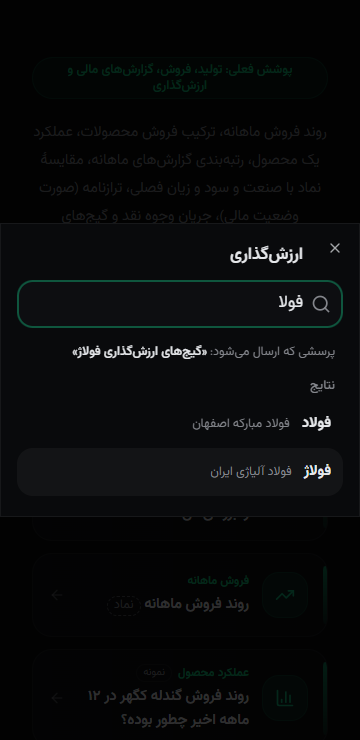 پوشش فعلی: تولید، فروش، گزارش‌های مالی و
ارزش‌گذاری
روند فروش ماهانه، ترکیب فروش محصولات، عملکرد
یک محصول، رتبه‌بندی گزارش‌های ماهانه، مقایسهٔ
نماد با صنعت و سود و زیان فصلی، ترازنامه (صورت
وضعیت مالی)، جریان وجوه نقد و گیج‌های
ارزش‌گذاری
فولا
پرسشی که ارسال می‌شود: «گیج‌های ارزش‌گذاری فولاژ»
نتایج
فولاد فولاد مبارکه اصفهان
فولاژ فولاد آلیاژی ایران
فروش ماهانه
روند فروش ماهانه نماد
عملکرد محصول نمونه
روند فروش گندله کگهر در ۱۲
ماهه اخیر چطور بوده؟